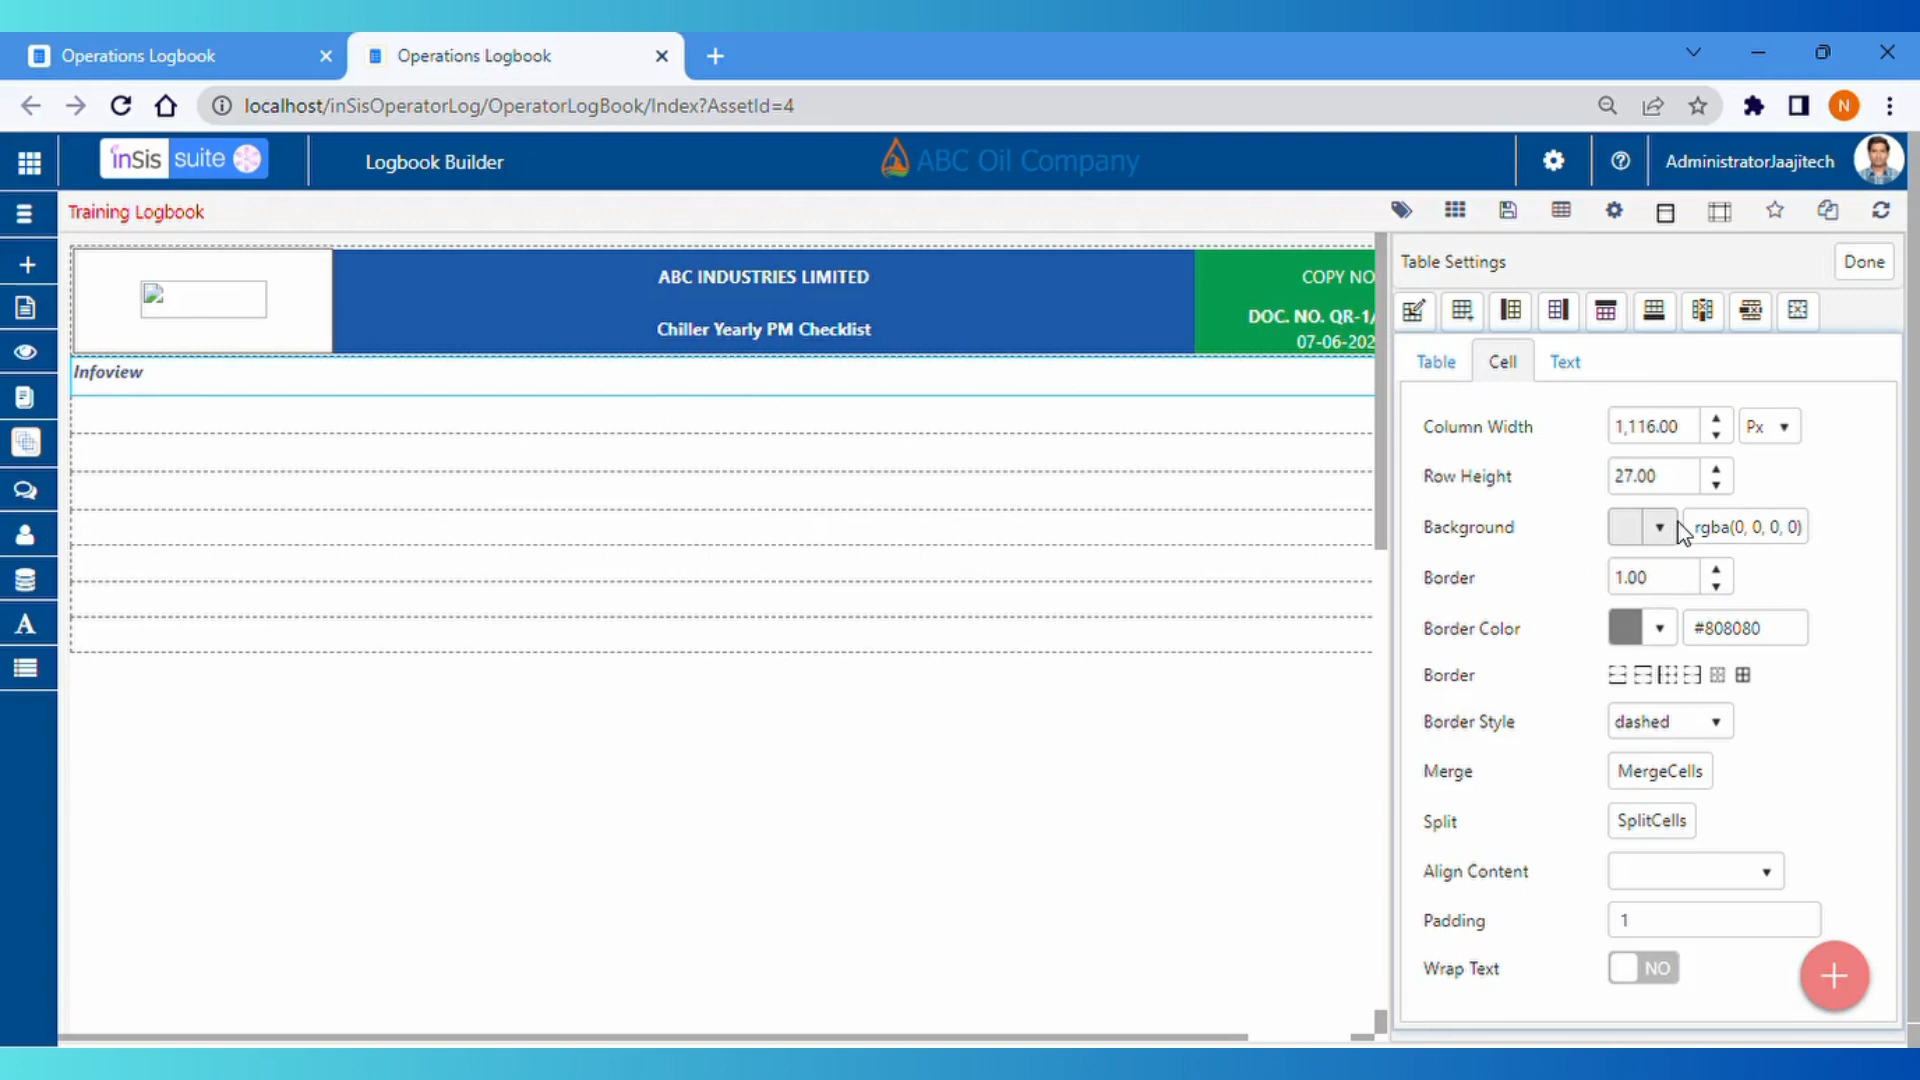 Operations Logbook
Operations Logbook
localhost/inSisOperatorLog/OperatorLogBook/Index?AssetId=4
N
inSis suite
Logbook Builder
ABC Oil Company
AdministratorJaajitech
Training Logbook
ABC INDUSTRIES LIMITED
Chiller Yearly PM Checklist
COPY NO
DOC. NO. QR-1/
07-06-202
Infoview
Table Settings
Done
Table
Cell
Text
Column Width
1,116.00
Px
Row Height
27.00
Background
rgba(0, 0, 0, 0)
Border
1.00
Border Color
#808080
Border
Border Style
dashed
Merge
MergeCells
Split
SplitCells
Align Content
Padding
1
Wrap Text
NO